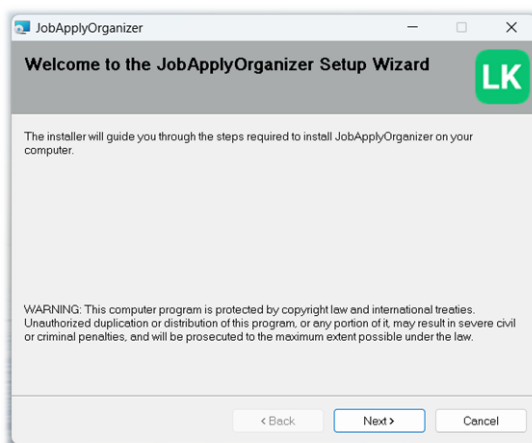 JobApplyOrganizer
Welcome to the JobApplyOrganizer Setup Wizard
LK
The installer will guide you through the steps required to install JobApplyOrganizer on your
computer.
WARNING: This computer program is protected by copyright law and international treaties.
Unauthorized duplication or distribution of this program, or any portion of it, may result in severe civil
or criminal penalties, and will be prosecuted to the maximum extent possible under the law.
< Back
Next >
Cancel